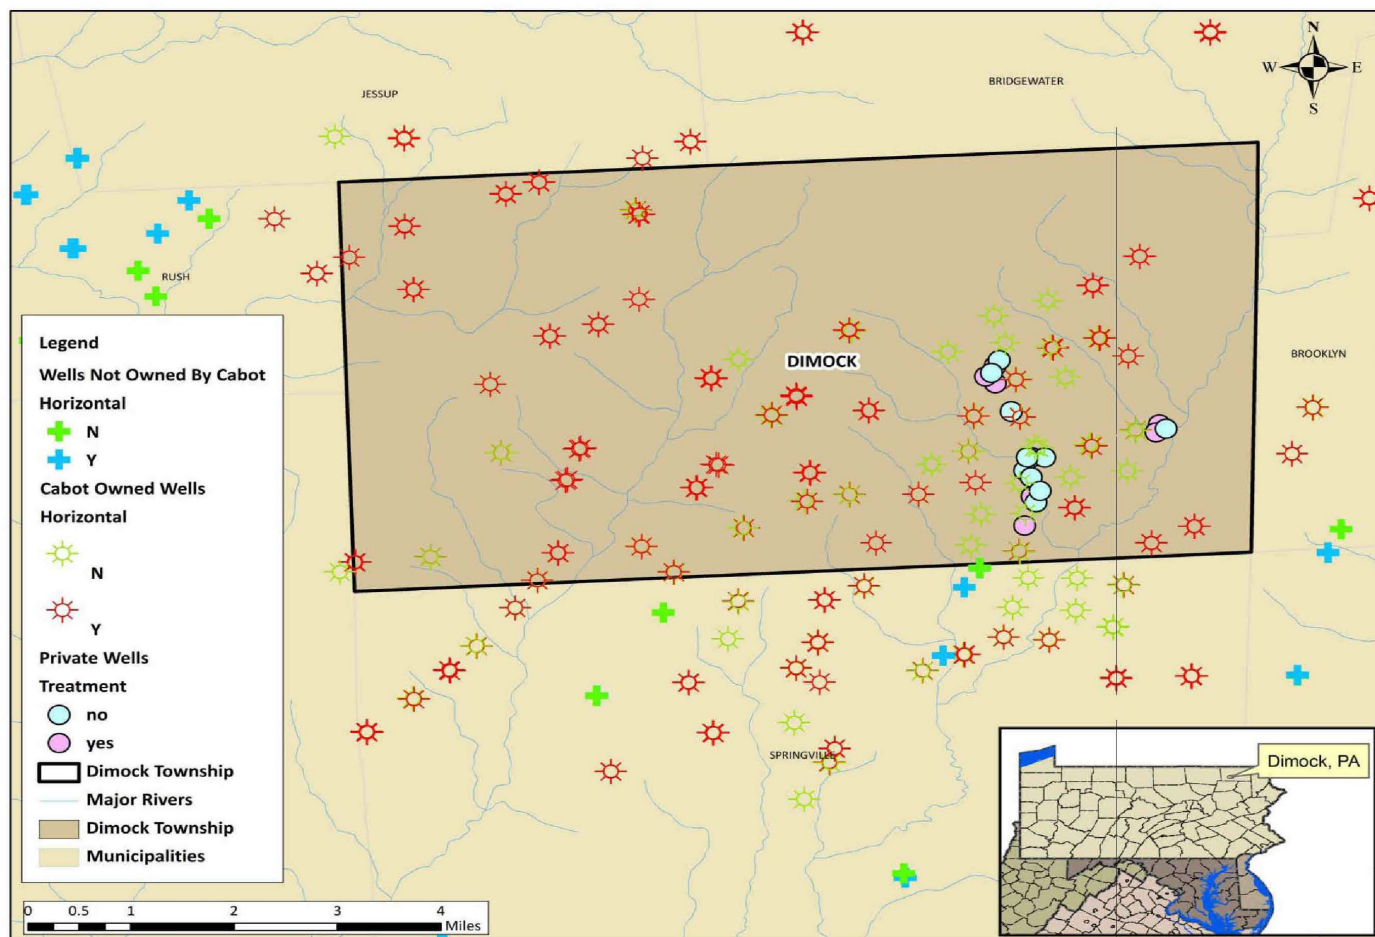 N
W E
S
JESSUP
BRIDGEWATER
RUSH
DIMOCK
BROOKLYN
SPRINGVILLE
Legend
Wells Not Owned By Cabot
Horizontal
N
Y
Cabot Owned Wells
Horizontal
N
Y
Private Wells
Treatment
no
yes
Dimock Township
Major Rivers
Dimock Township
Municipalities
0 0.5 1 2 3 4
Miles
Dimock, PA